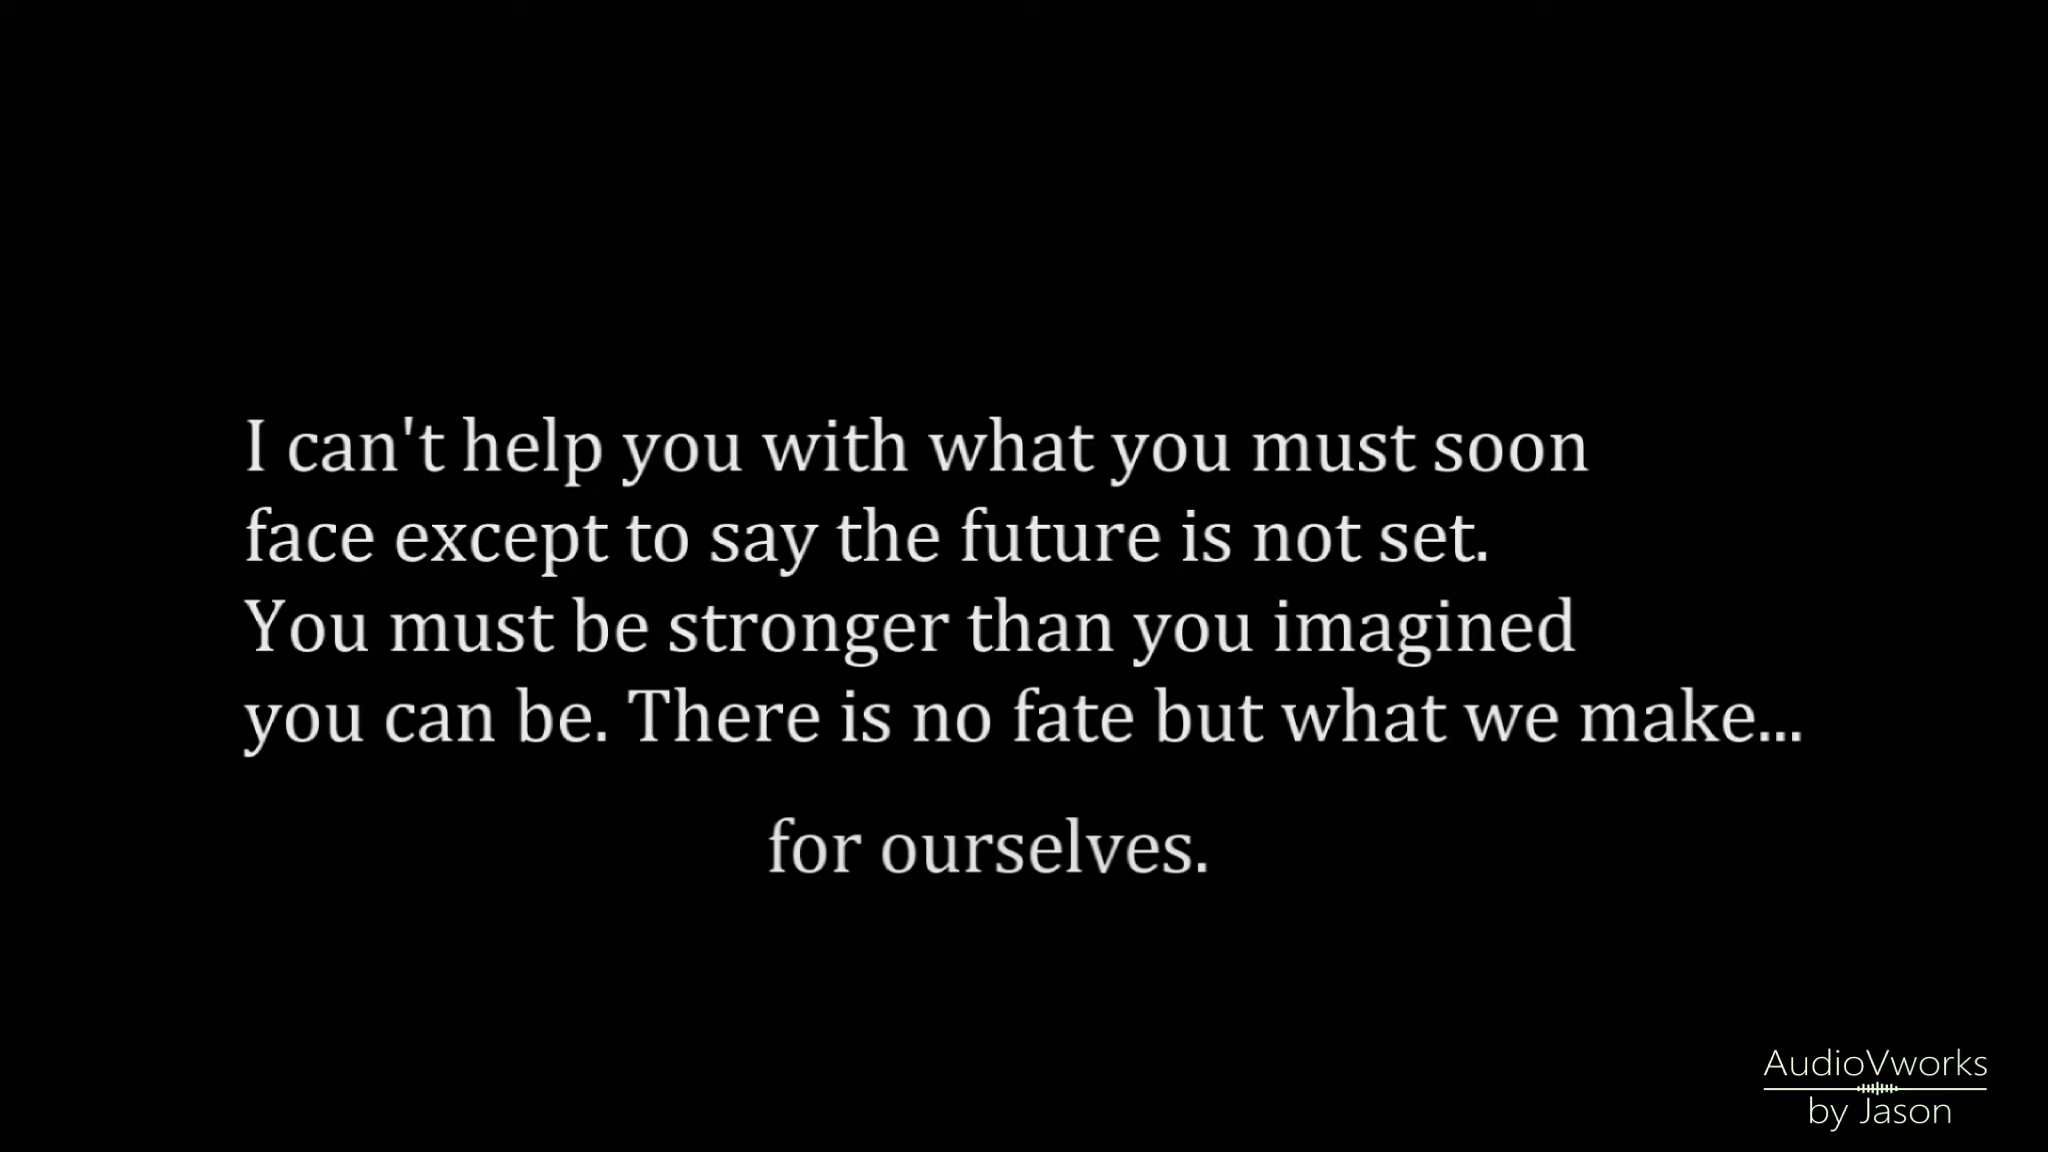 I can't help you with what you must soon
face except to say the future is not set.
You must be stronger than you imagined
you can be. There is no fate but what we make...
for ourselves.
AudioVworks
by Jason